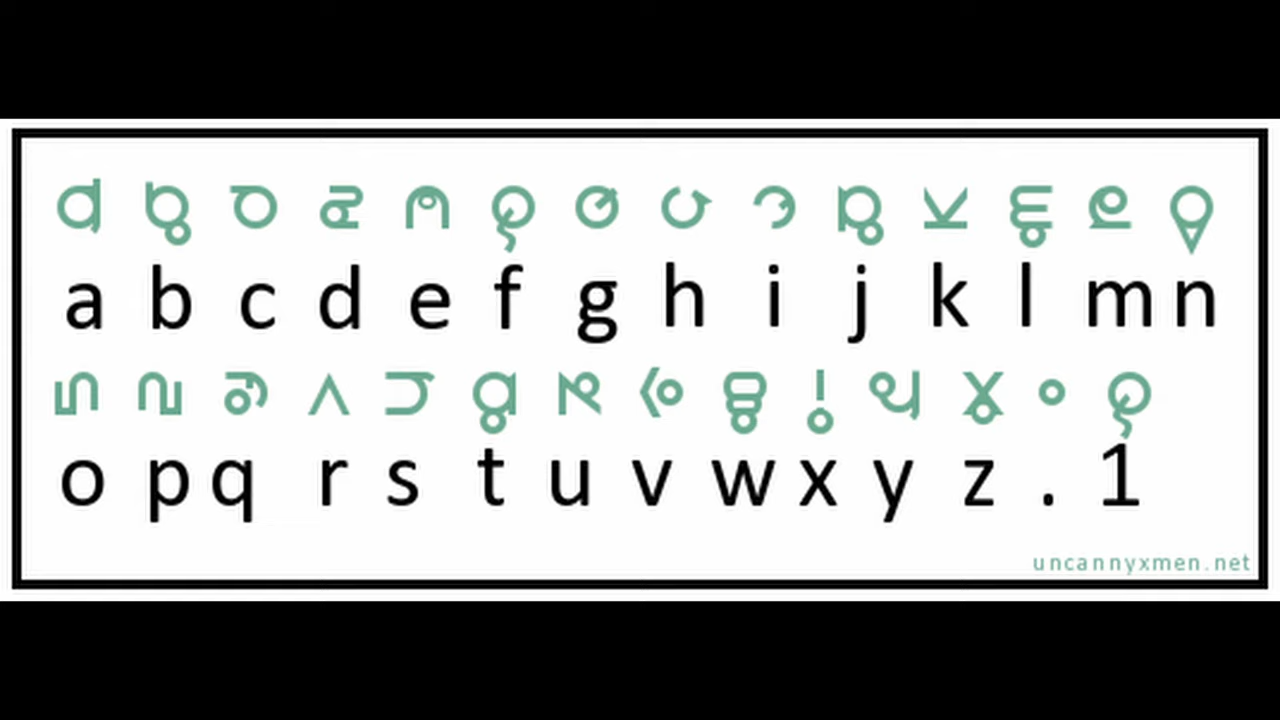 a b c d e f g h i j k l m n
o p q r s t u v w x y z . 1
uncannyxmen.net